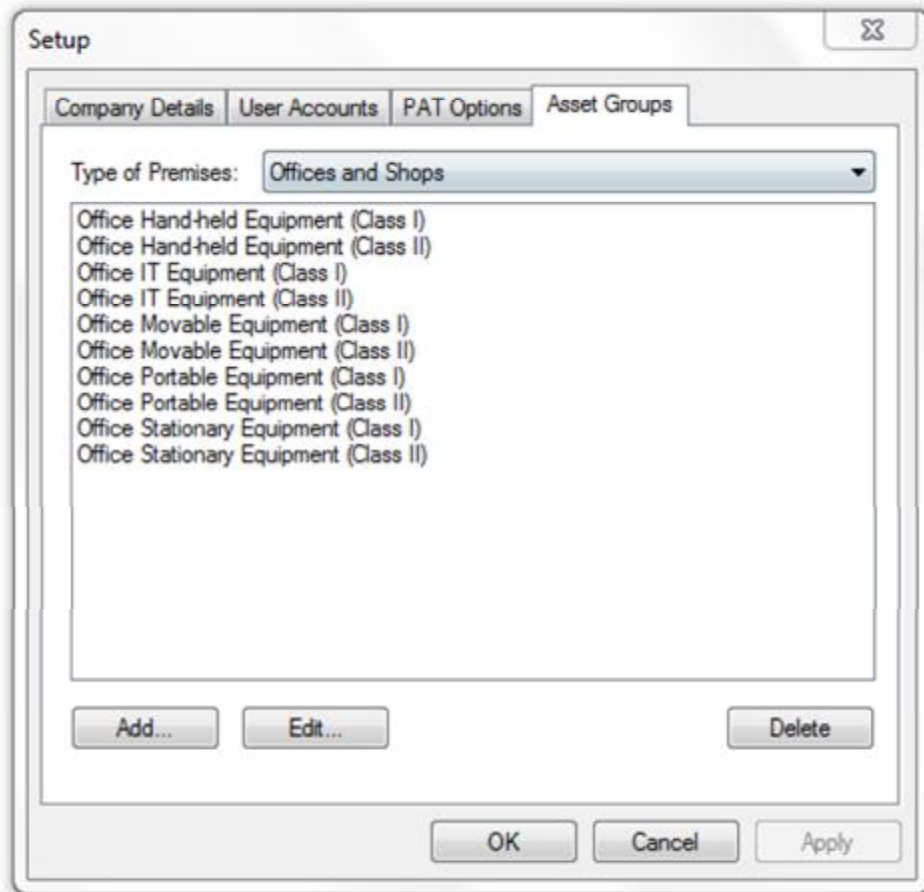 Setup
Company Details User Accounts PAT Options Asset Groups
Type of Premises: Offices and Shops
Office Hand-held Equipment (Class I)
Office Hand-held Equipment (Class II)
Office IT Equipment (Class I)
Office IT Equipment (Class II)
Office Movable Equipment (Class I)
Office Movable Equipment (Class II)
Office Portable Equipment (Class I)
Office Portable Equipment (Class II)
Office Stationary Equipment (Class I)
Office Stationary Equipment (Class II)
Add... Edit... Delete
OK Cancel Apply